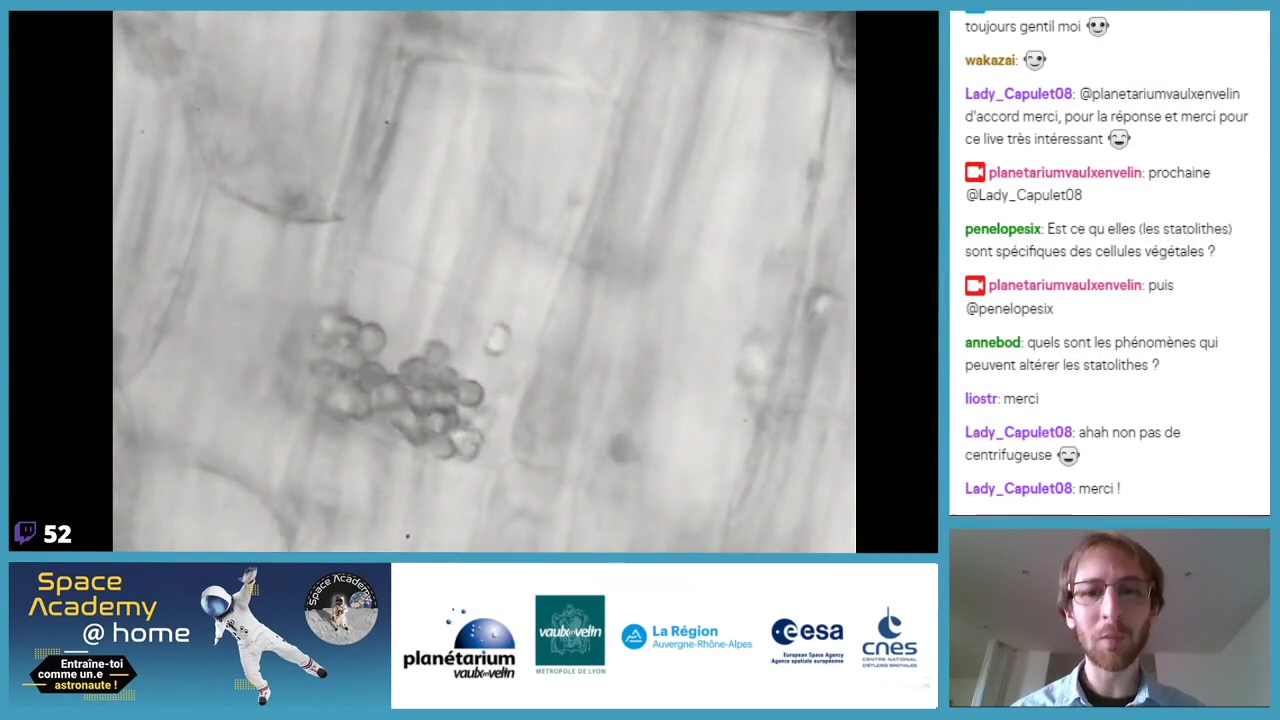 toujours gentil moi
wakazai:
Lady_Capulet08: @planetariumvaulxenvelin
d'accord merci, pour la réponse et merci pour
ce live très intéressant
planetariumvaulxenvelin: prochaine
@Lady_Capulet08
penelopesix: Est ce qu elles (les statolithes)
sont spécifiques des cellules végétales ?
planetariumvaulxenvelin: puis
@penelopesix
annebod: quels sont les phénomènes qui
peuvent altérer les statolithes ?
liostr: merci
Lady_Capulet08: ahah non pas de
centrifugeuse
Lady_Capulet08: merci !
52
Space
Academy
@ home
Entraîne-toi
comme un.e
astronaute !
Space Academy
planétarium
vaulx en velin
vaulx en velin
MÉTROPOLE DE LYON
La Région
Auvergne-Rhône-Alpes
esa
European Space Agency
Agence spatiale européenne
cnes
CENTRE NATIONAL
D'ÉTUDES SPATIALES